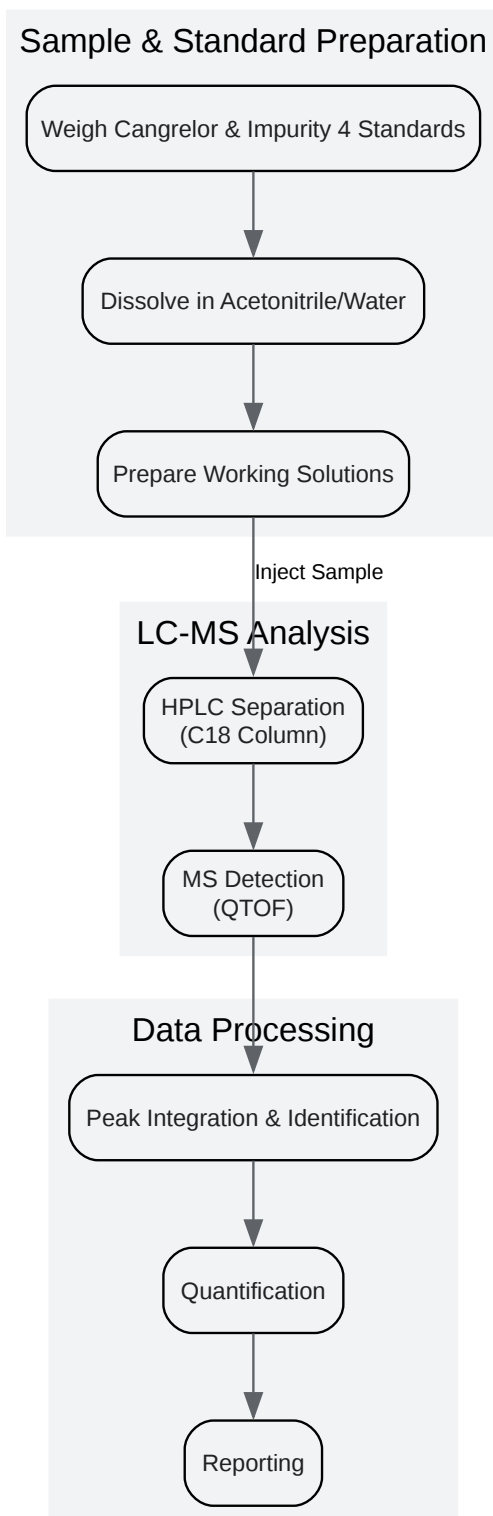 Sample & Standard Preparation
Weigh Cangrelor & Impurity 4 Standards
Dissolve in Acetonitrile/Water
Prepare Working Solutions
Inject Sample
LC-MS Analysis
HPLC Separation
(C18 Column)
MS Detection
(QTOF)
Data Processing
Peak Integration & Identification
Quantification
Reporting